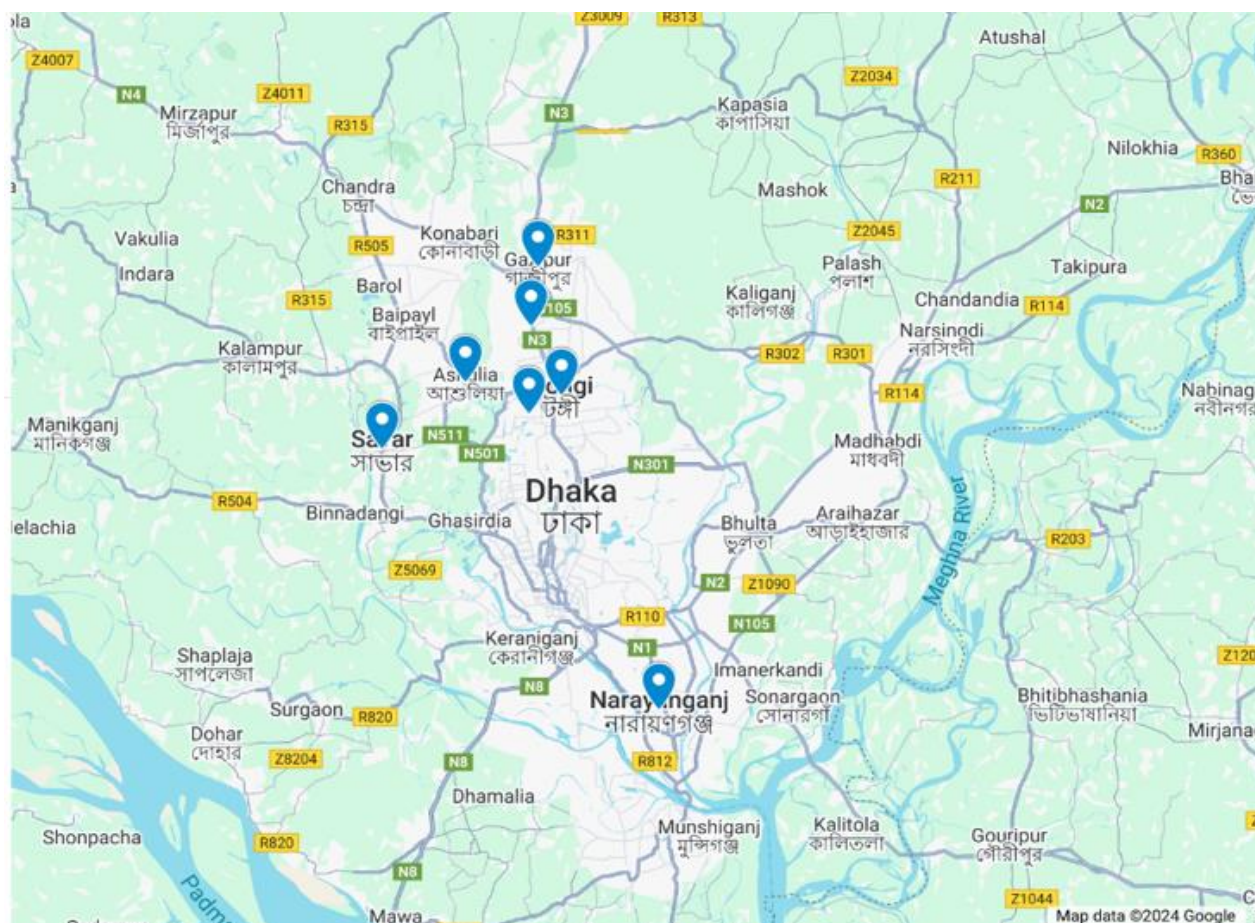 Z3009
R313
Atushal
Z4007
Z2034
N4
Z4011
Mirzapur
মির্জাপুর
N3
Kapasia
কাপাসিয়া
R315
Nilokhia
R360
Chandra
চন্দ্রা
Mashok
R211
N2
Vakulia
Konabari
কোনাবাড়ী
R311
Z2045
R505
গাজীপুর
Palash
পলাশ
Takipura
Indara
R315
Barol
Kaliganj
কালিগঞ্জ
Chandandia
R114
Baipayl
বাইপাইল
N3
Narsingdi
নরসিংদী
Kalampur
কালামপুর
R302
R301
আশুলিয়া
টঙ্গী
R114
নবীনগর
Manikganj
মানিকগঞ্জ
সাভার
N511
N501
Madhabdi
মাধবদী
N301
Dhaka
ঢাকা
R504
Binnadangi
Ghasirdia
Bhulta
ভুলতা
Araihazar
আড়াইহাজার
R203
Meghna River
Z5069
N2
Z1090
R110
N105
Keraniganj
কেরানীগঞ্জ
N1
Shaplaja
সাপলেজা
Imanerkandi
N8
Sonargaon
সোনারগাঁ
Bhitibhashania
ভিটিভাষানিয়া
Surgaon
R820
নারায়ণগঞ্জ
Dohar
দোহার
Z8204
N8
R812
Dhamalia
Shonpacha
R820
Munshiganj
মুন্সিগঞ্জ
Kalitola
কালিতলা
Gouripur
গৌরীপুর
N8
Z1044
Mawa
Map data ©2024 Google